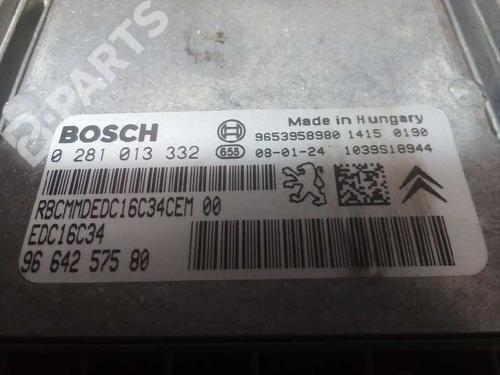 B-PARTS
Made in Hungary
BOSCH 9653958980 1415 0190
0 281 013 332 658 08-01-24 1039S18944
RBCMMDEDC16C34CEM 00
EDC16C34
96 642 575 80